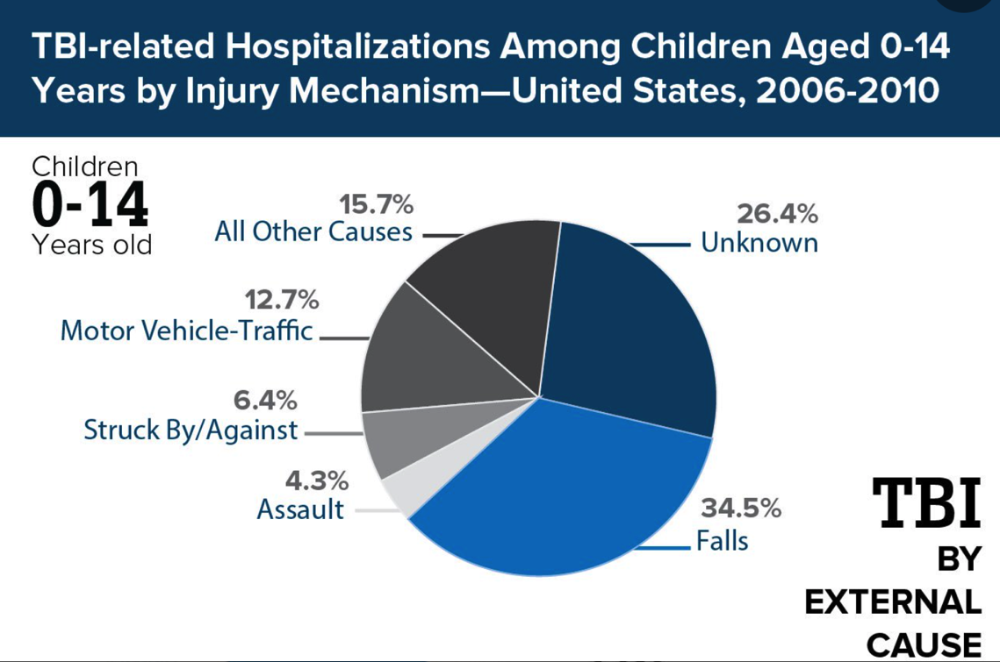 TBI-related Hospitalizations Among Children Aged 0-14
Years by Injury Mechanism—United States, 2006-2010
Children
0-14
Years old
15.7%
All Other Causes
26.4%
Unknown
12.7%
Motor Vehicle-Traffic
6.4%
Struck By/Against
4.3%
Assault
34.5%
Falls
TBI
BY
EXTERNAL
CAUSE